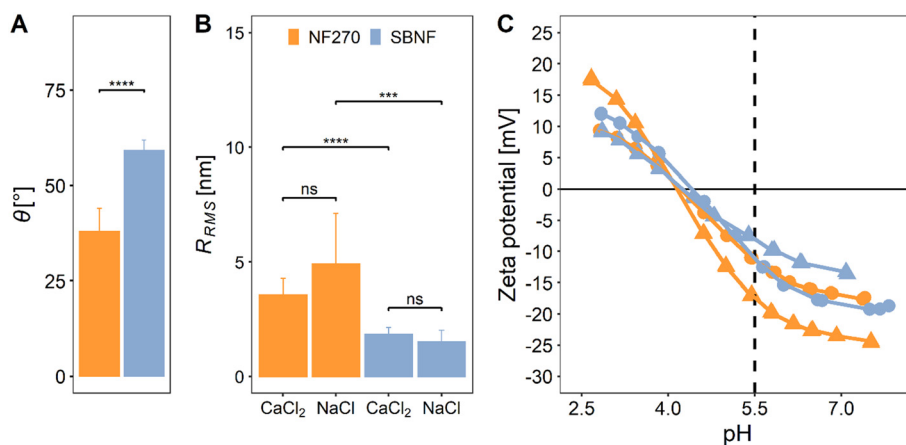 A
θ[°]
75
50
25
0
****
B
NF270 SBNF
R_RMS [nm]
15
10
5
0
***
****
ns
ns
CaCl₂ NaCl CaCl₂ NaCl
C
Zeta potential [mV]
25
20
15
10
5
0
-5
-10
-15
-20
-25
-30
2.5 4.0 5.5 7.0
pH